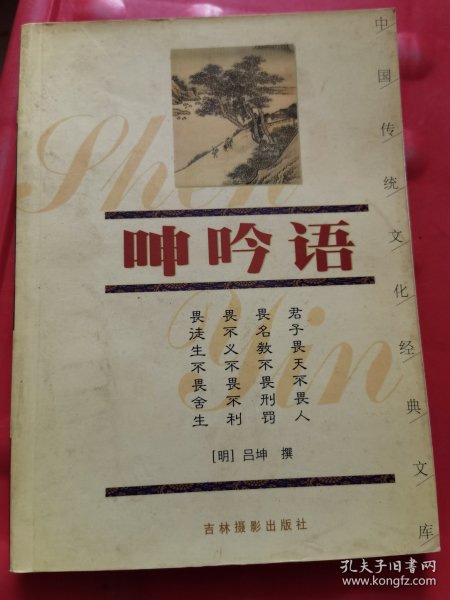 中国传统文化经典文库
Shen
Yin
呻吟语
君子畏天不畏人
畏名教不畏刑罚
畏不义不畏不利
畏徒生不畏舍生
[明] 吕坤 撰
吉林摄影出版社
孔夫子旧书网
www.kongfz.com